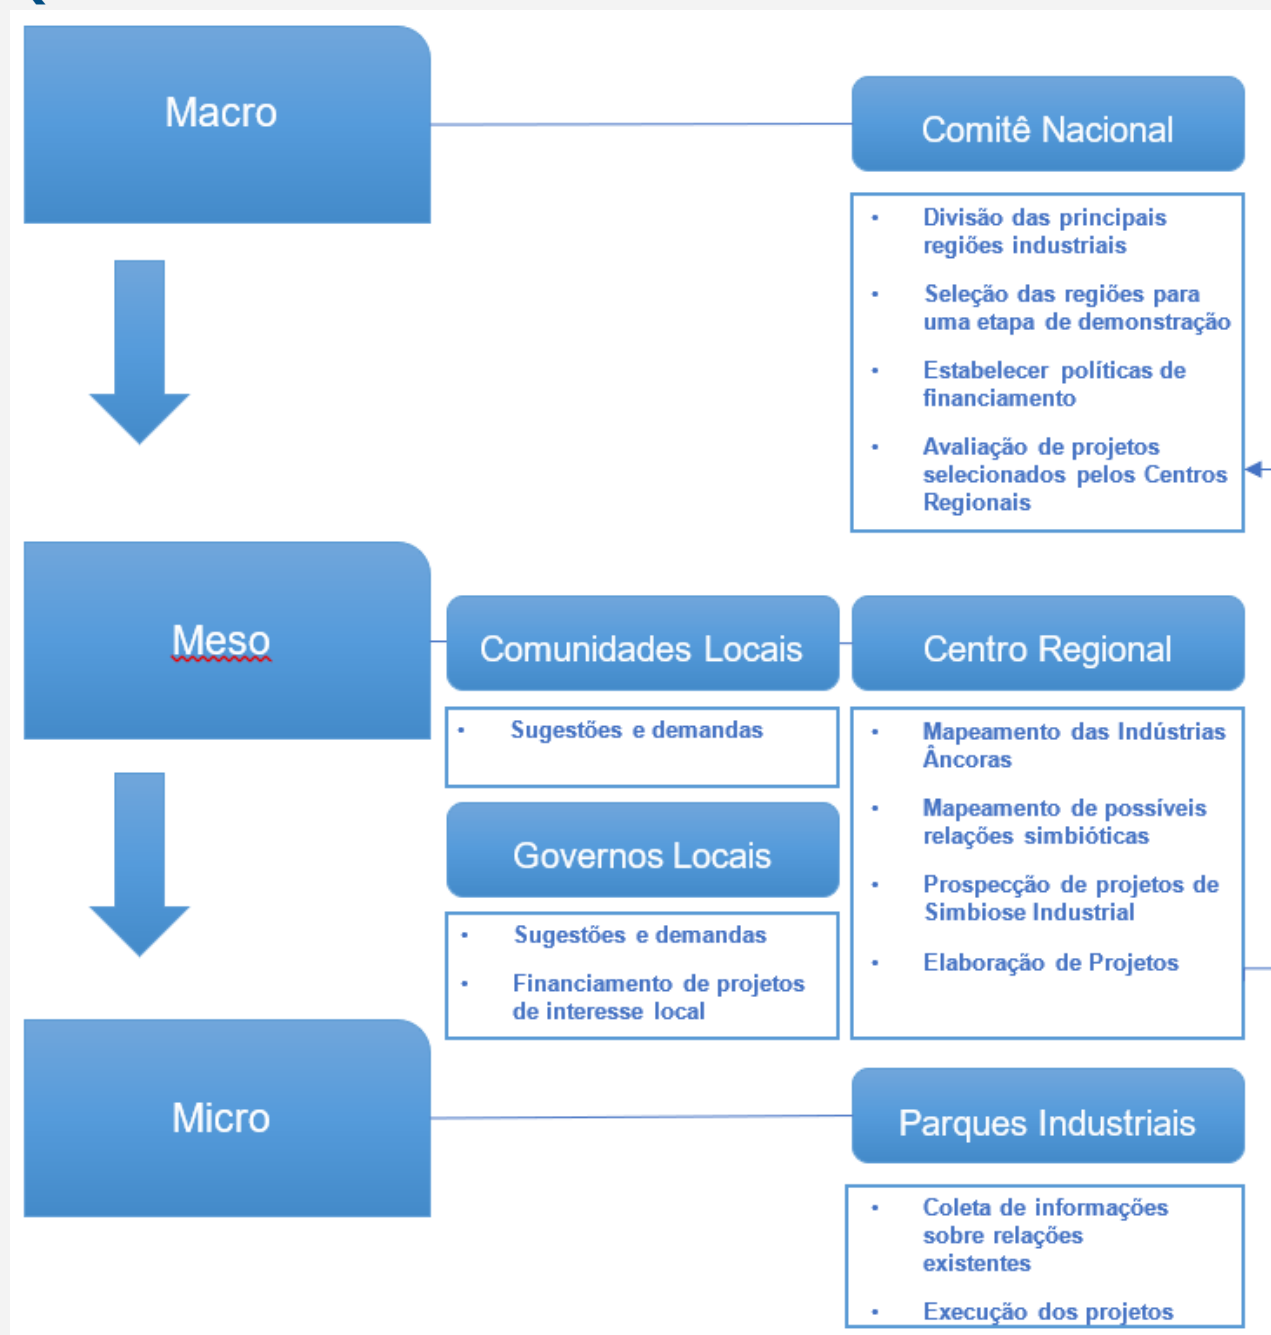 Macro
Comitê Nacional
• Divisão das principais
regiões industriais
• Seleção das regiões para
uma etapa de demonstração
• Estabelecer políticas de
financiamento
• Avaliação de projetos
selecionados pelos Centros
Regionais
Meso
Comunidades Locais
• Sugestões e demandas
Governos Locais
• Sugestões e demandas
• Financiamento de projetos
de interesse local
Centro Regional
• Mapeamento das Indústrias
Âncoras
• Mapeamento de possíveis
relações simbióticas
• Prospecção de projetos de
Simbiose Industrial
• Elaboração de Projetos
Micro
Parques Industriais
• Coleta de informações
sobre relações
existentes
• Execução dos projetos